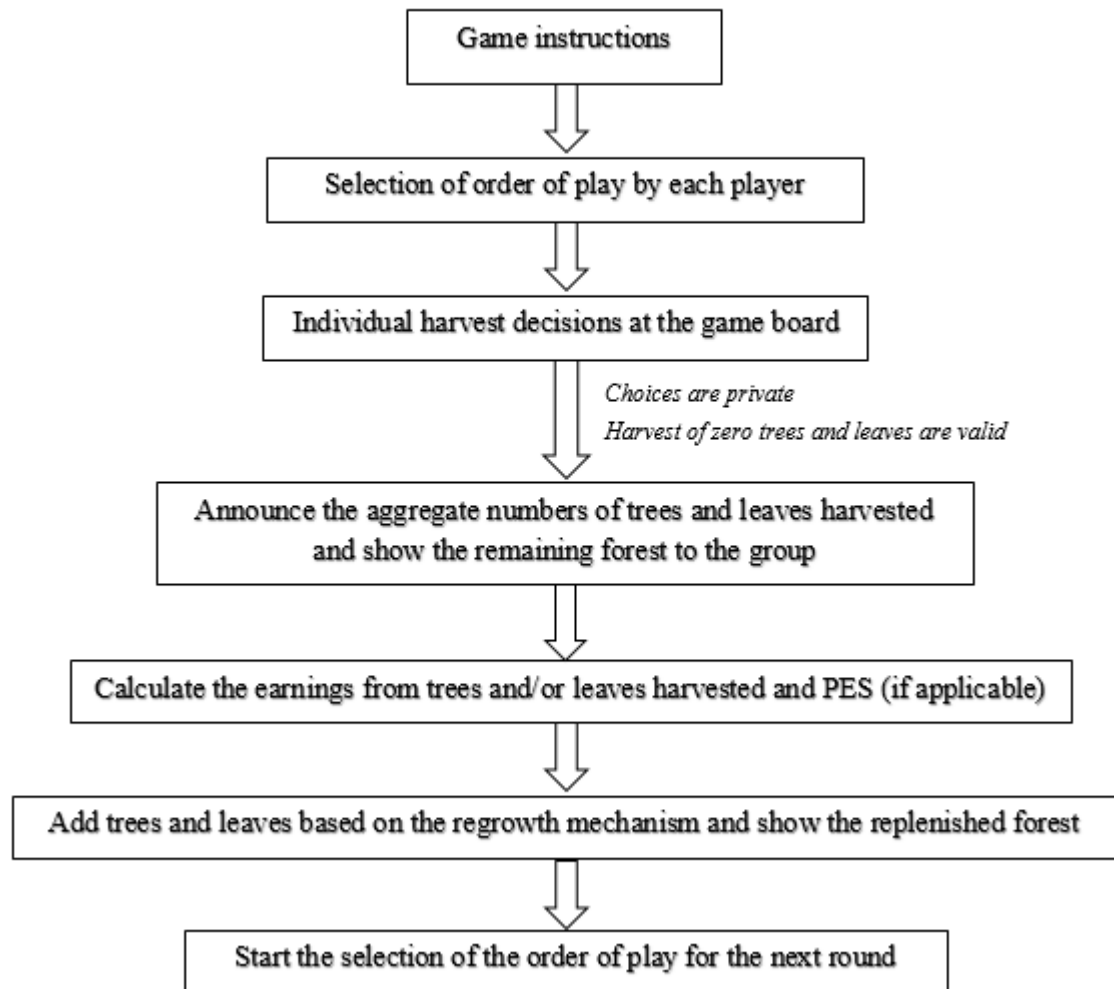 Game instructions
Selection of order of play by each player
Individual harvest decisions at the game board
Choices are private
Harvest of zero trees and leaves are valid
Announce the aggregate numbers of trees and leaves harvested
and show the remaining forest to the group
Calculate the earnings from trees and/or leaves harvested and PES (if applicable)
Add trees and leaves based on the regrowth mechanism and show the replenished forest
Start the selection of the order of play for the next round